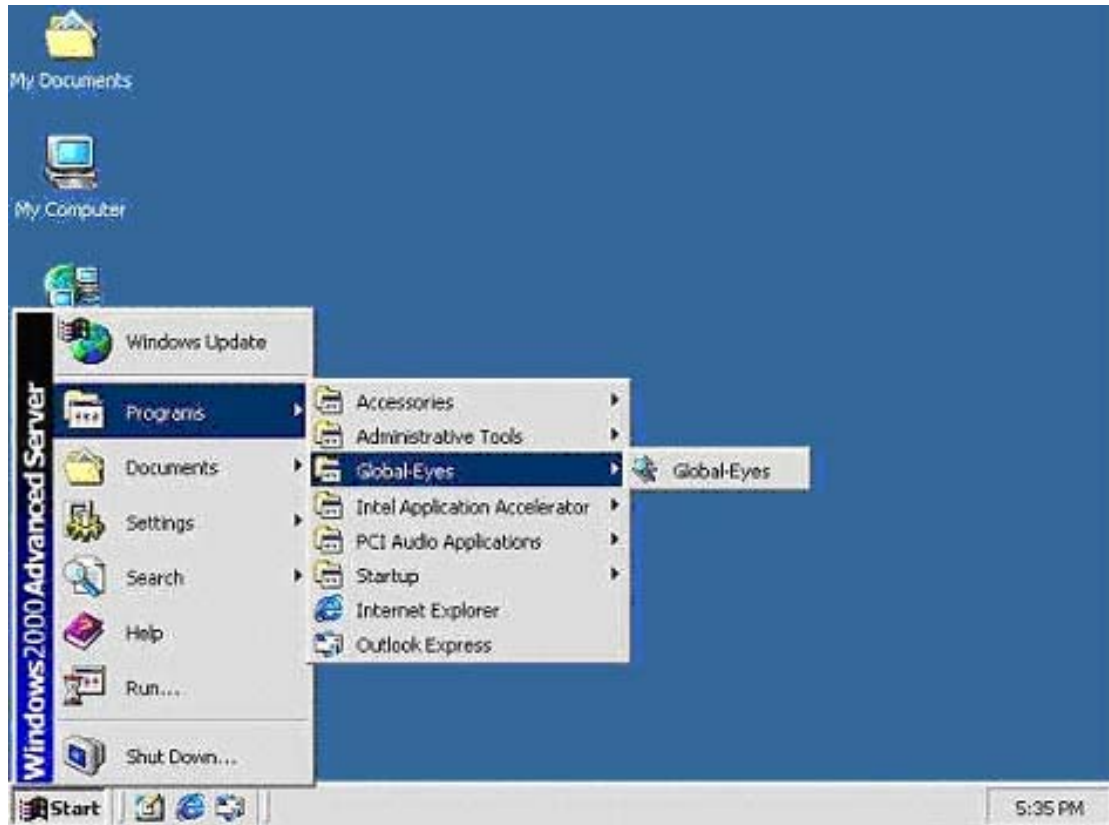 My Documents
My Computer
Windows Update
Programs
Documents
Settings
Search
Help
Run...
Shut Down...
Windows2000 Advanced Server
Accessories
Administrative Tools
Global-Eyes
Intel Application Accelerator
PCI Audio Applications
Startup
Internet Explorer
Outlook Express
Global-Eyes
Start
5:35 PM